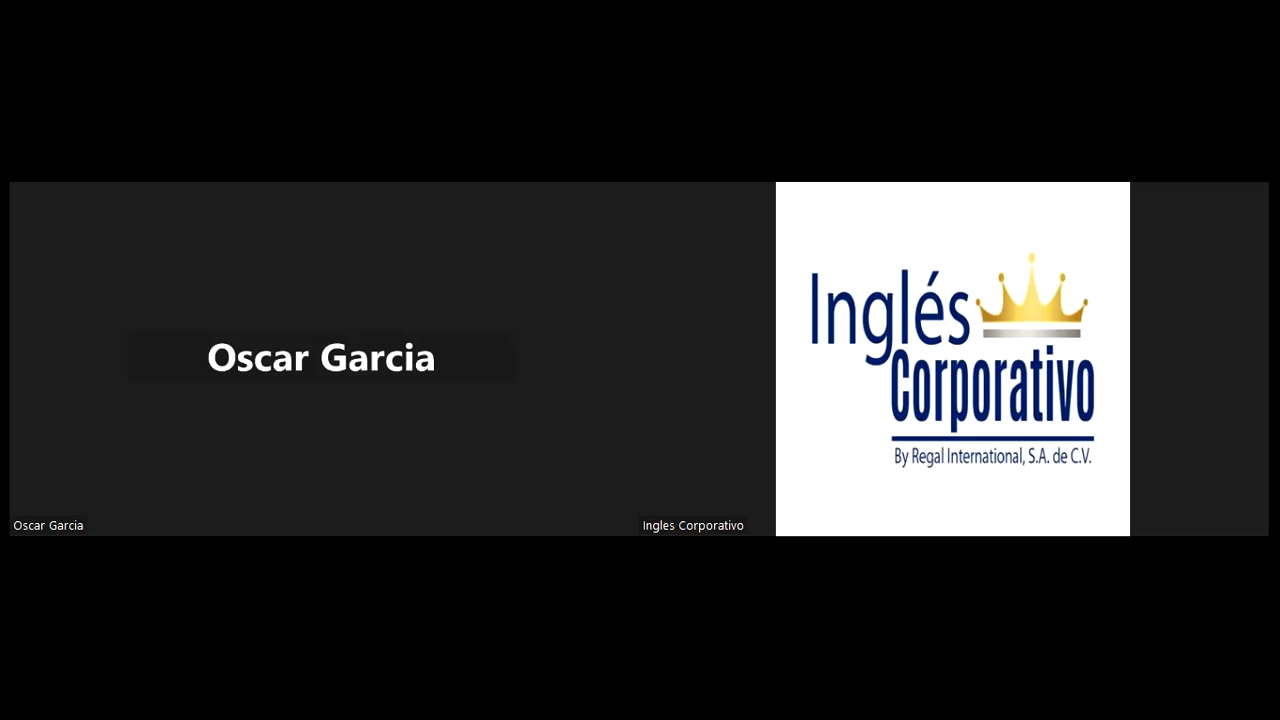 Oscar Garcia
Oscar Garcia
Inglés
Corporativo
By Regal International, S.A. de C.V.
Ingles Corporativo